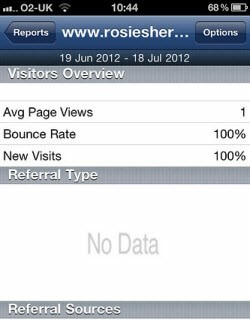 O2-UK 10:44 68%
Reports www.rosiesher... Options
19 Jun 2012 - 18 Jul 2012
Visitors Overview
Avg Page Views 1
Bounce Rate 100%
New Visits 100%
Referral Type
No Data
Referral Sources